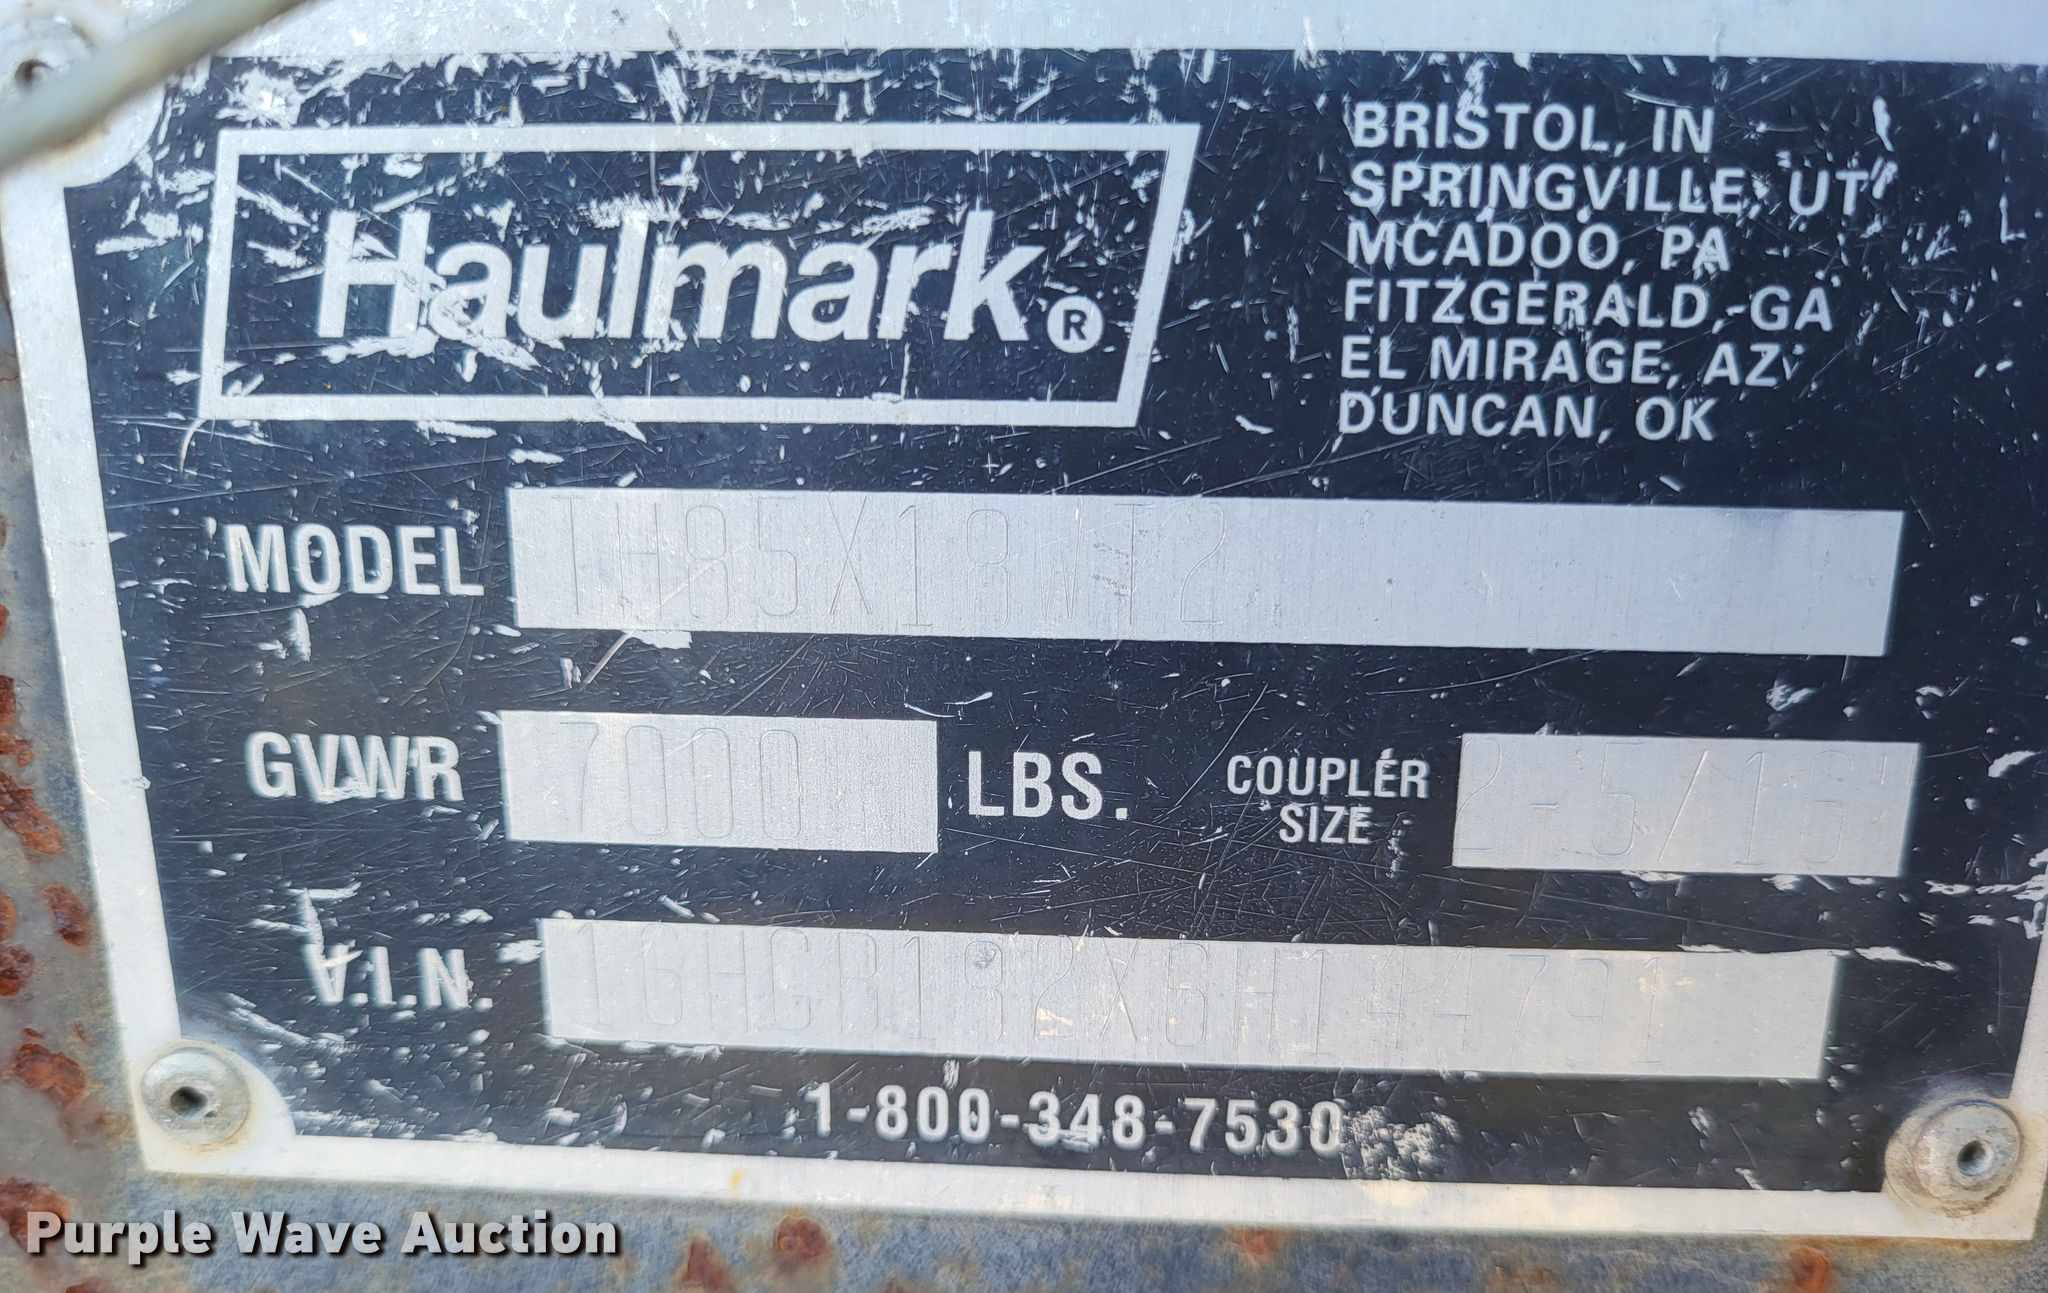 Haulmark®
BRISTOL, IN
SPRINGVILLE, UT
MCADOO, PA
FITZGERALD, GA
EL MIRAGE, AZ
DUNCAN, OK
MODEL TH85X18WT2
GVWR 7000 LBS. COUPLER SIZE 2-5/16"
V.I.N. 16HGB182X6H144791
1-800-348-7530
Purple Wave Auction